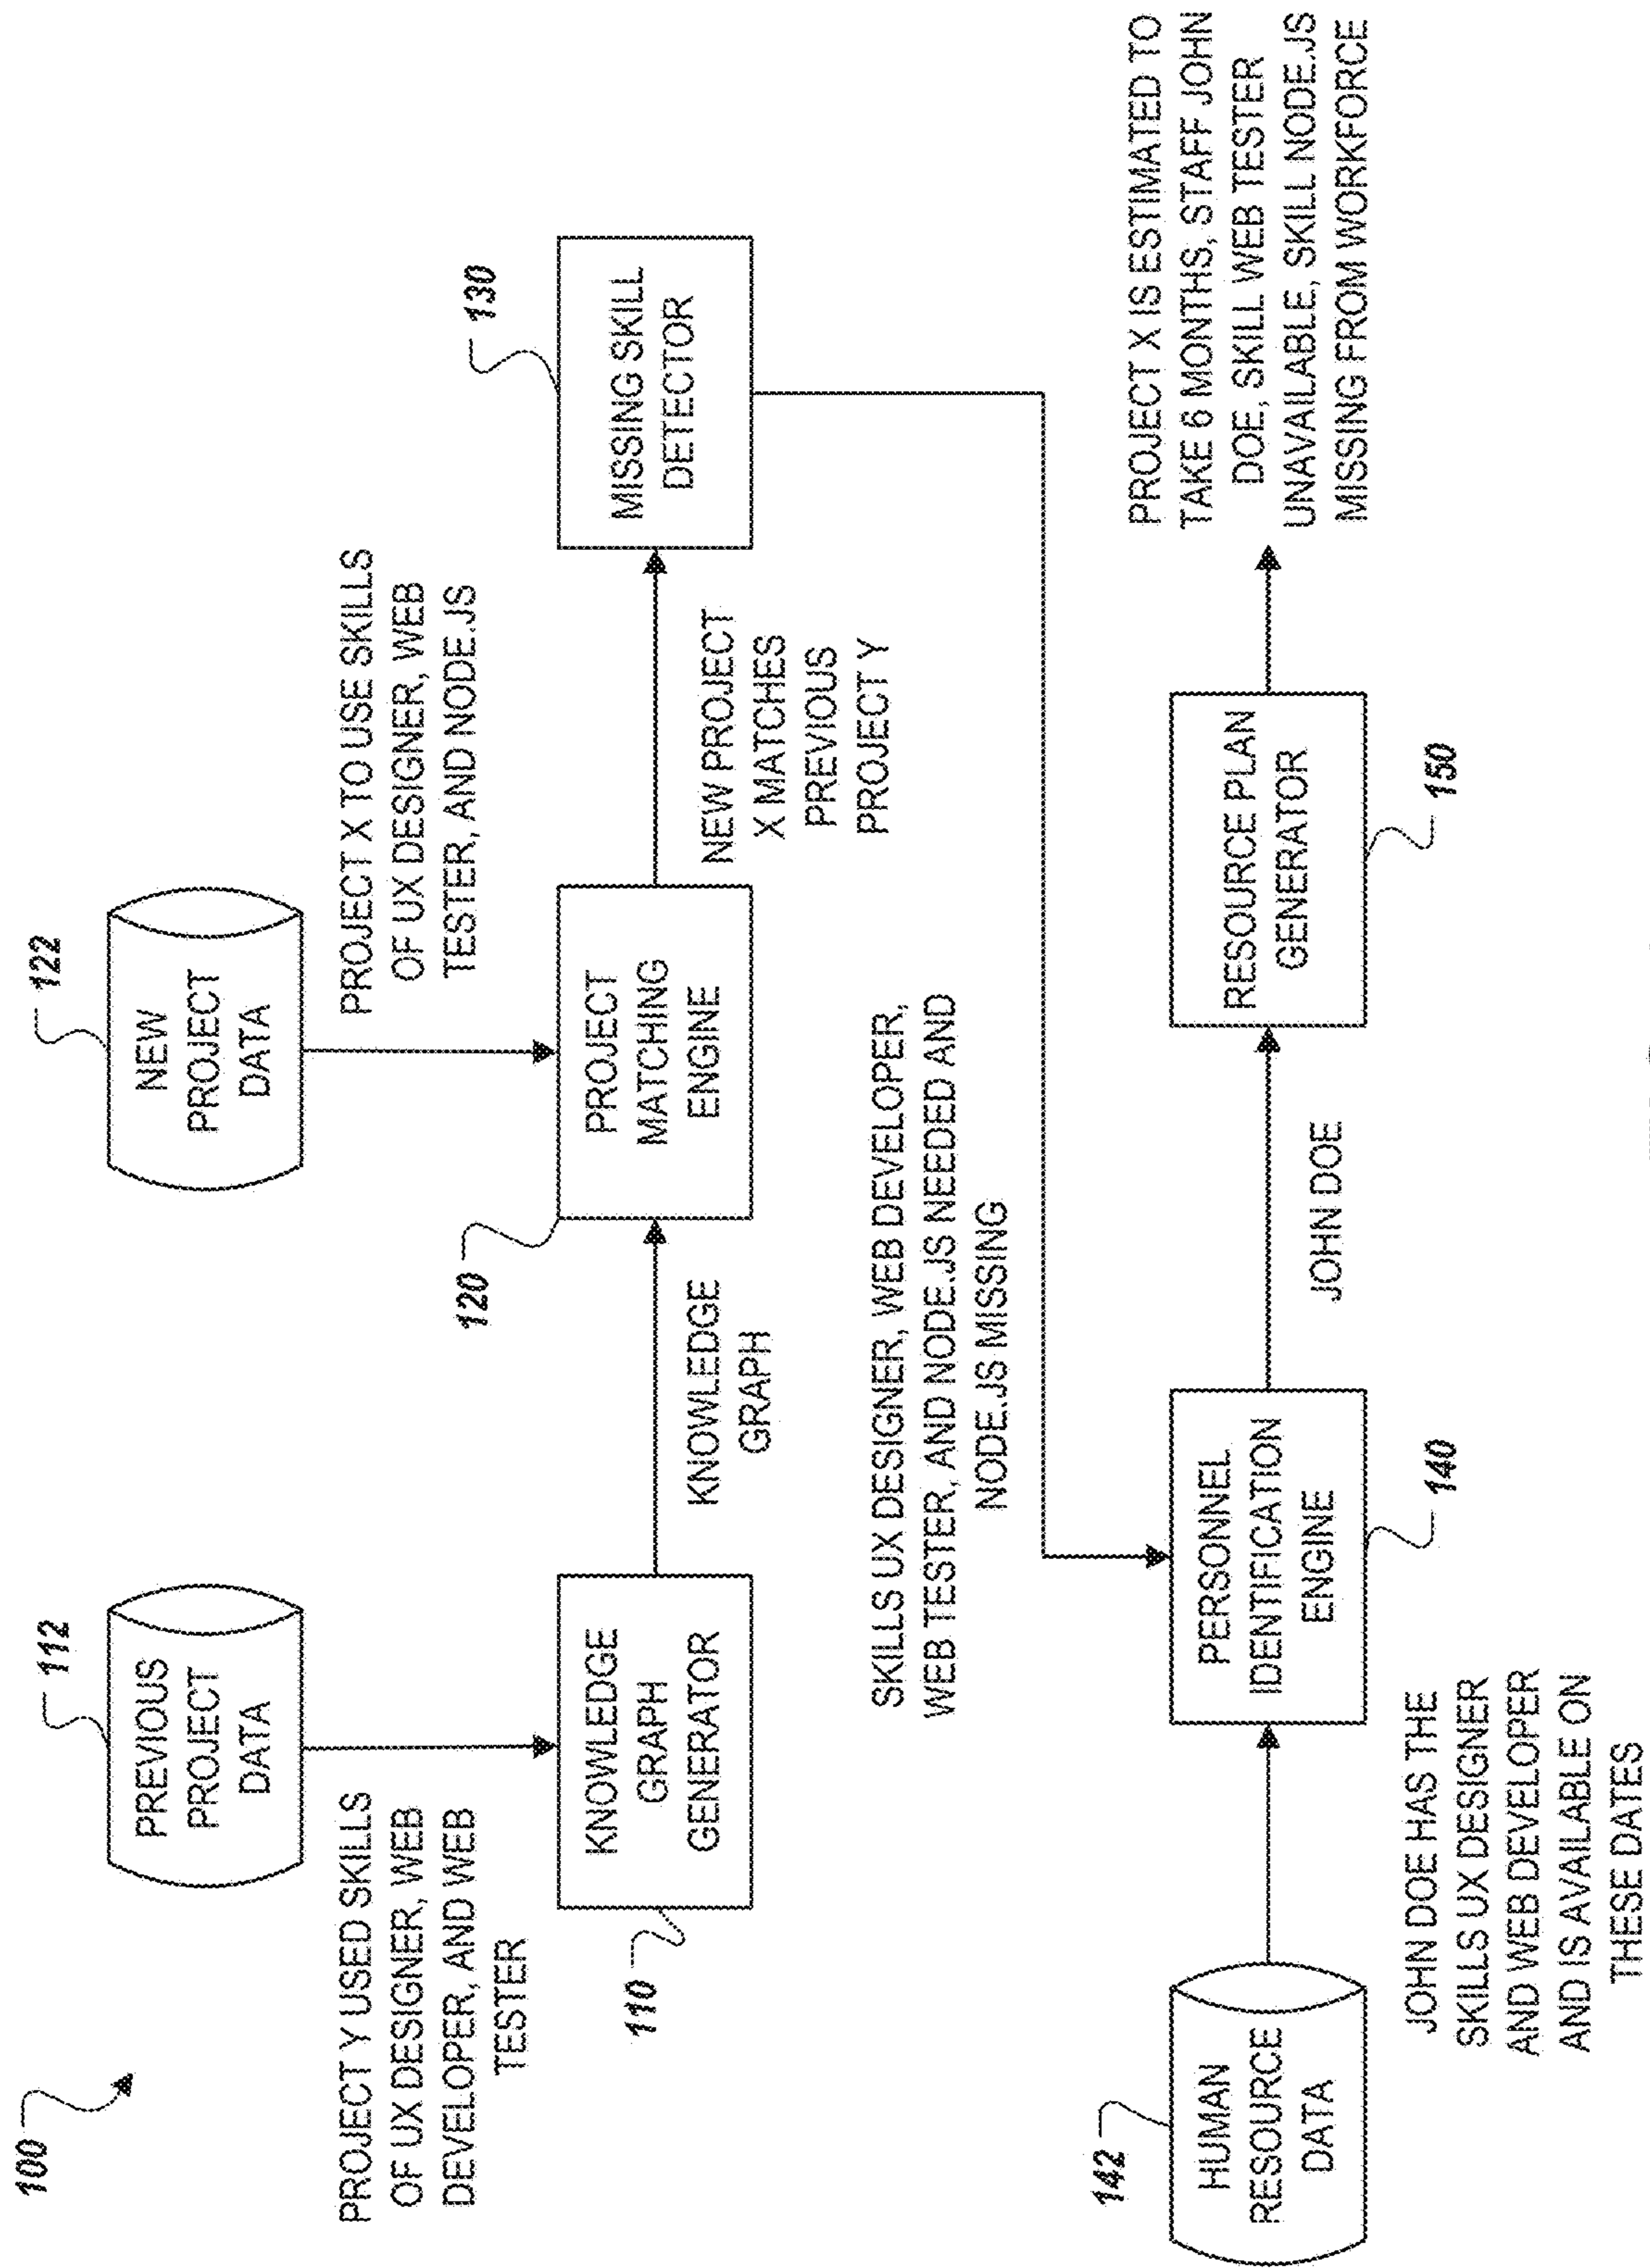 100
PREVIOUS
PROJECT
DATA
112
NEW
PROJECT
DATA
122
PROJECT Y USED SKILLS
OF UX DESIGNER, WEB
DEVELOPER, AND WEB
TESTER
PROJECT X TO USE SKILLS
OF UX DESIGNER, WEB
TESTER, AND NODE.JS
110
KNOWLEDGE
GRAPH
GENERATOR
KNOWLEDGE
GRAPH
120
PROJECT
MATCHING
ENGINE
NEW PROJECT
X MATCHES
PREVIOUS
PROJECT Y
130
MISSING SKILL
DETECTOR
SKILLS UX DESIGNER, WEB DEVELOPER,
WEB TESTER, AND NODE.JS NEEDED AND
NODE.JS MISSING
142
HUMAN
RESOURCE
DATA
JOHN DOE HAS THE
SKILLS UX DESIGNER
AND WEB DEVELOPER
AND IS AVAILABLE ON
THESE DATES
PERSONNEL
IDENTIFICATION
ENGINE
140
JOHN DOE
RESOURCE PLAN
GENERATOR
150
PROJECT X IS ESTIMATED TO
TAKE 6 MONTHS, STAFF JOHN
DOE, SKILL WEB TESTER
UNAVAILABLE, SKILL NODE.JS
MISSING FROM WORKFORCE